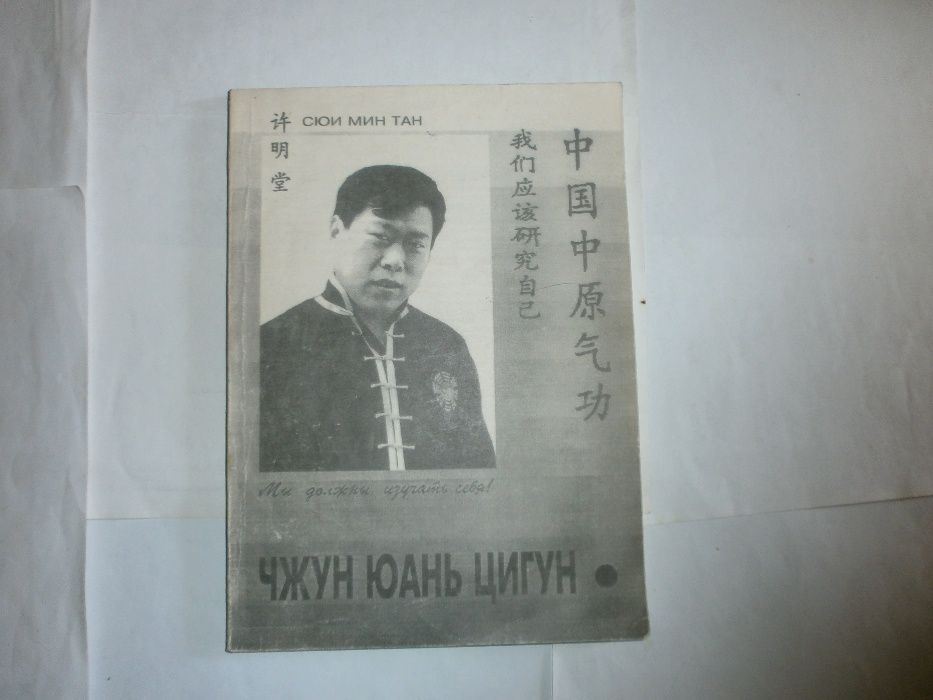 许明堂
СЮИ МИН ТАН
中国中原气功
我们应该研究自己
Мы должны изучать себя!
ЧЖУН ЮАНЬ ЦИГУН